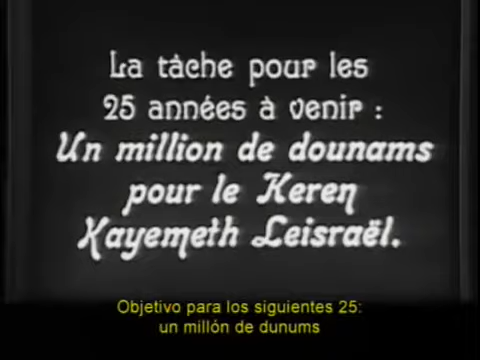 La tâche pour les
25 années à venir :
Un million de dounams
pour le Keren
Kayemeth Leisraël.
Objetivo para los siguientes 25:
un millón de dunums